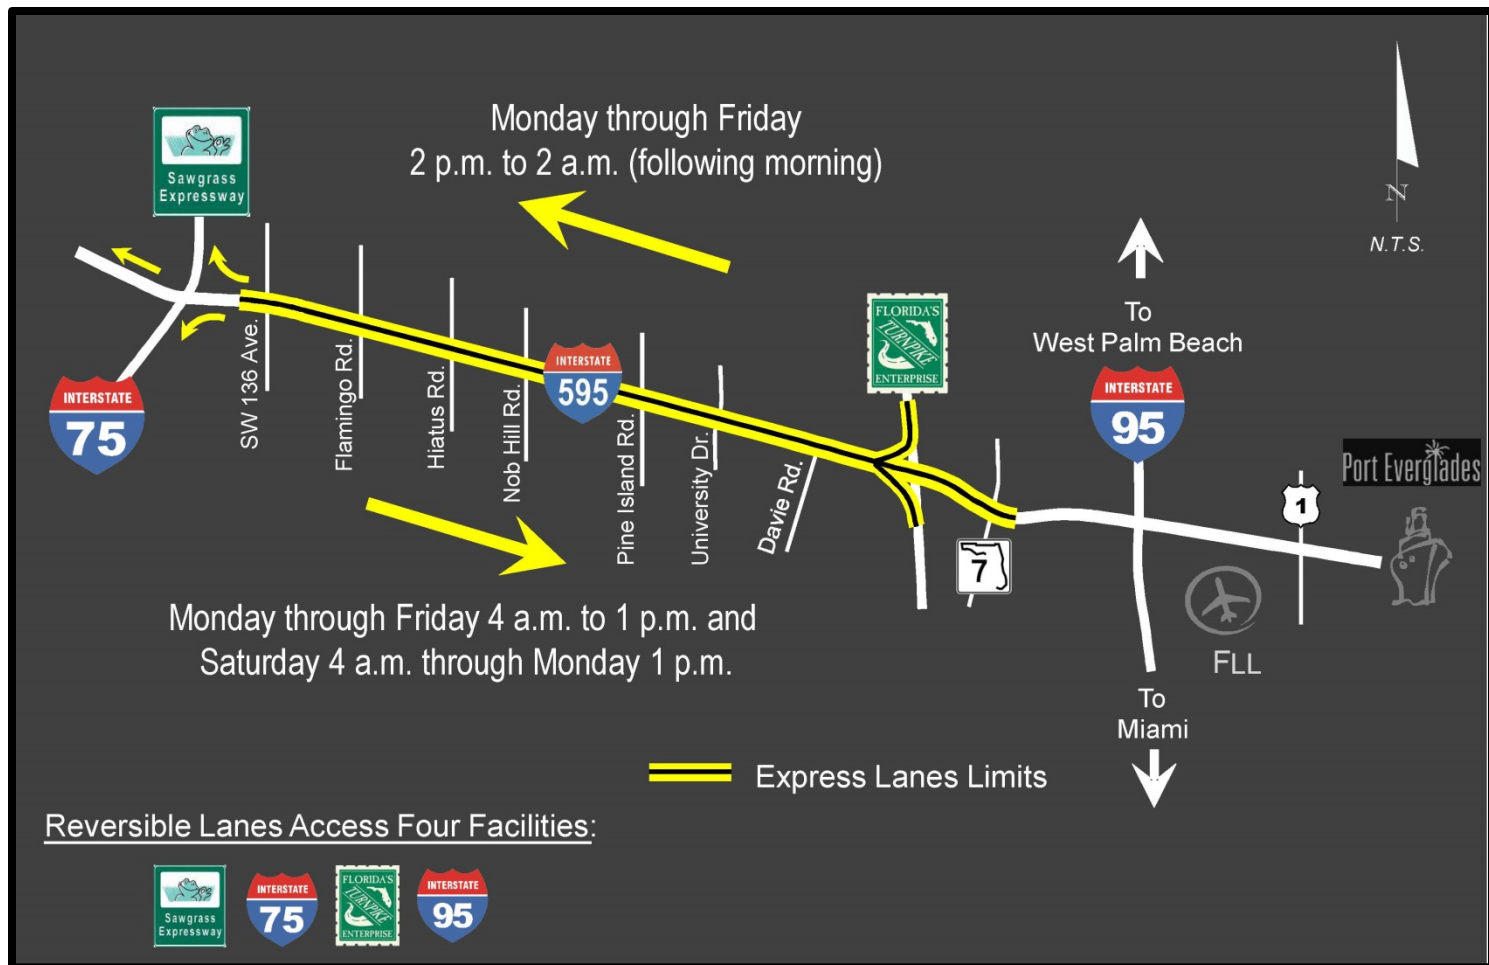 Monday through Friday
2 p.m. to 2 a.m. (following morning)
Sawgrass
Expressway
N
N.T.S.
To
West Palm Beach
FLORIDA'S
TURNPIKE
ENTERPRISE
INTERSTATE
95
INTERSTATE
75
SW 136 Ave.
Flamingo Rd.
Hiatus Rd.
Nob Hill Rd.
INTERSTATE
595
Pine Island Rd.
University Dr.
Davie Rd.
7
1
Port Everglades
FLL
To
Miami
Monday through Friday 4 a.m. to 1 p.m. and
Saturday 4 a.m. through Monday 1 p.m.
Express Lanes Limits
Reversible Lanes Access Four Facilities:
Sawgrass
Expressway
INTERSTATE
75
FLORIDA'S
TURNPIKE
ENTERPRISE
INTERSTATE
95